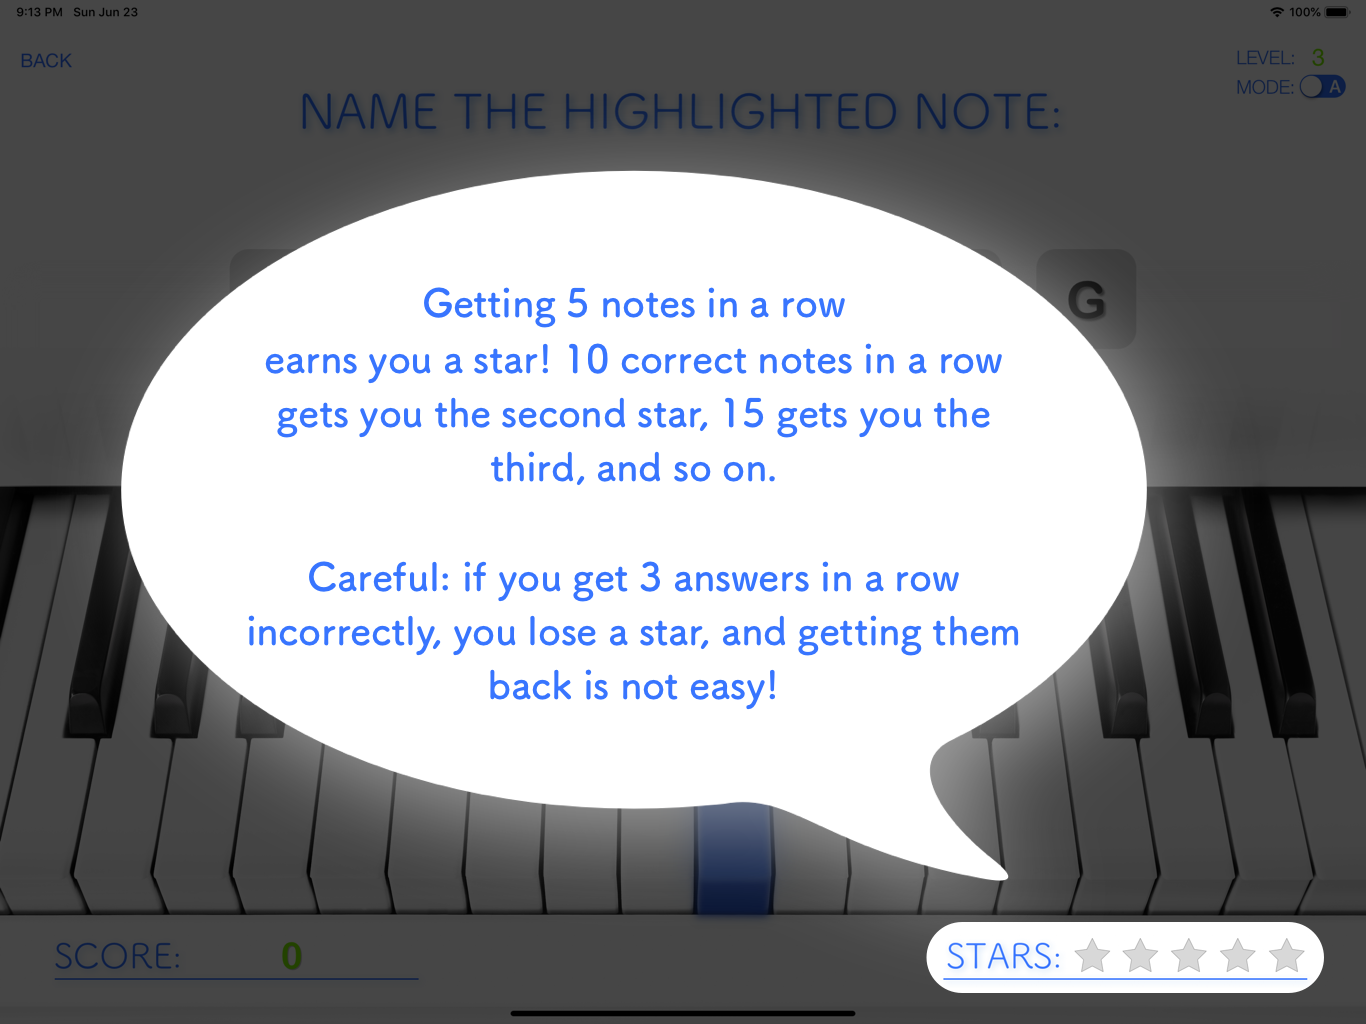 9:13 PM Sun Jun 23
100%
BACK
LEVEL: 3
MODE: A
NAME THE HIGHLIGHTED NOTE:
G
Getting 5 notes in a row
earns you a star! 10 correct notes in a row
gets you the second star, 15 gets you the
third, and so on.
Careful: if you get 3 answers in a row
incorrectly, you lose a star, and getting them
back is not easy!
SCORE: 0
STARS: